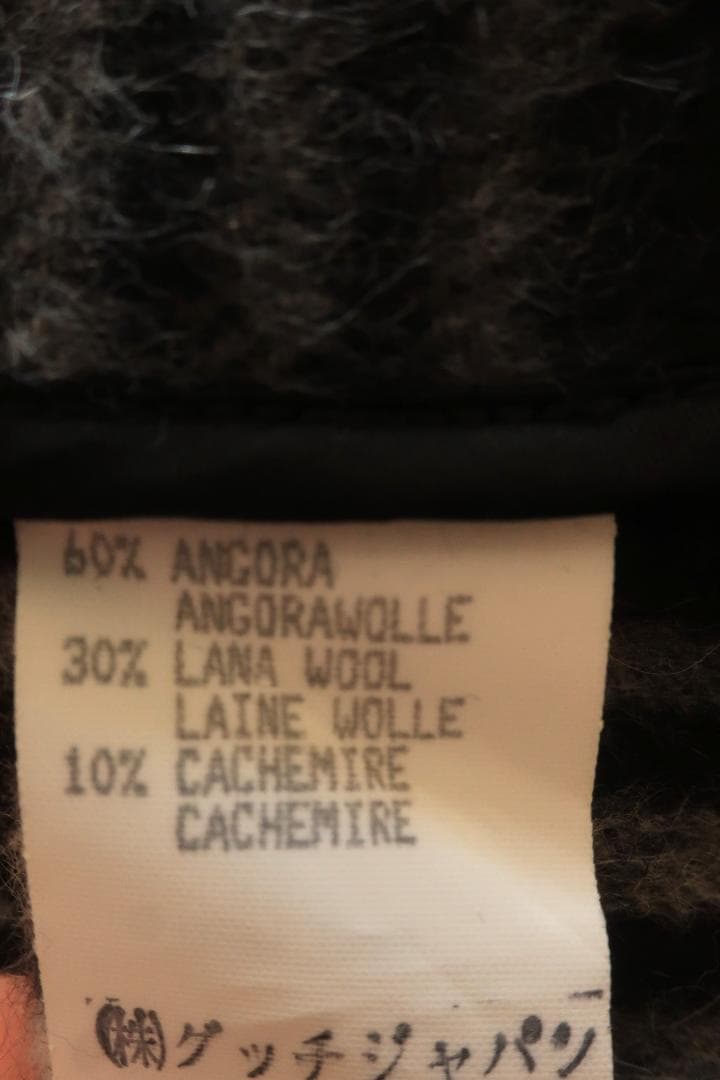 60% ANGORA
ANGORAWOLLE
30% LANA WOOL
LAINE WOLLE
10% CACHEMIRE
CACHEMIRE
(株)グッチジャパン